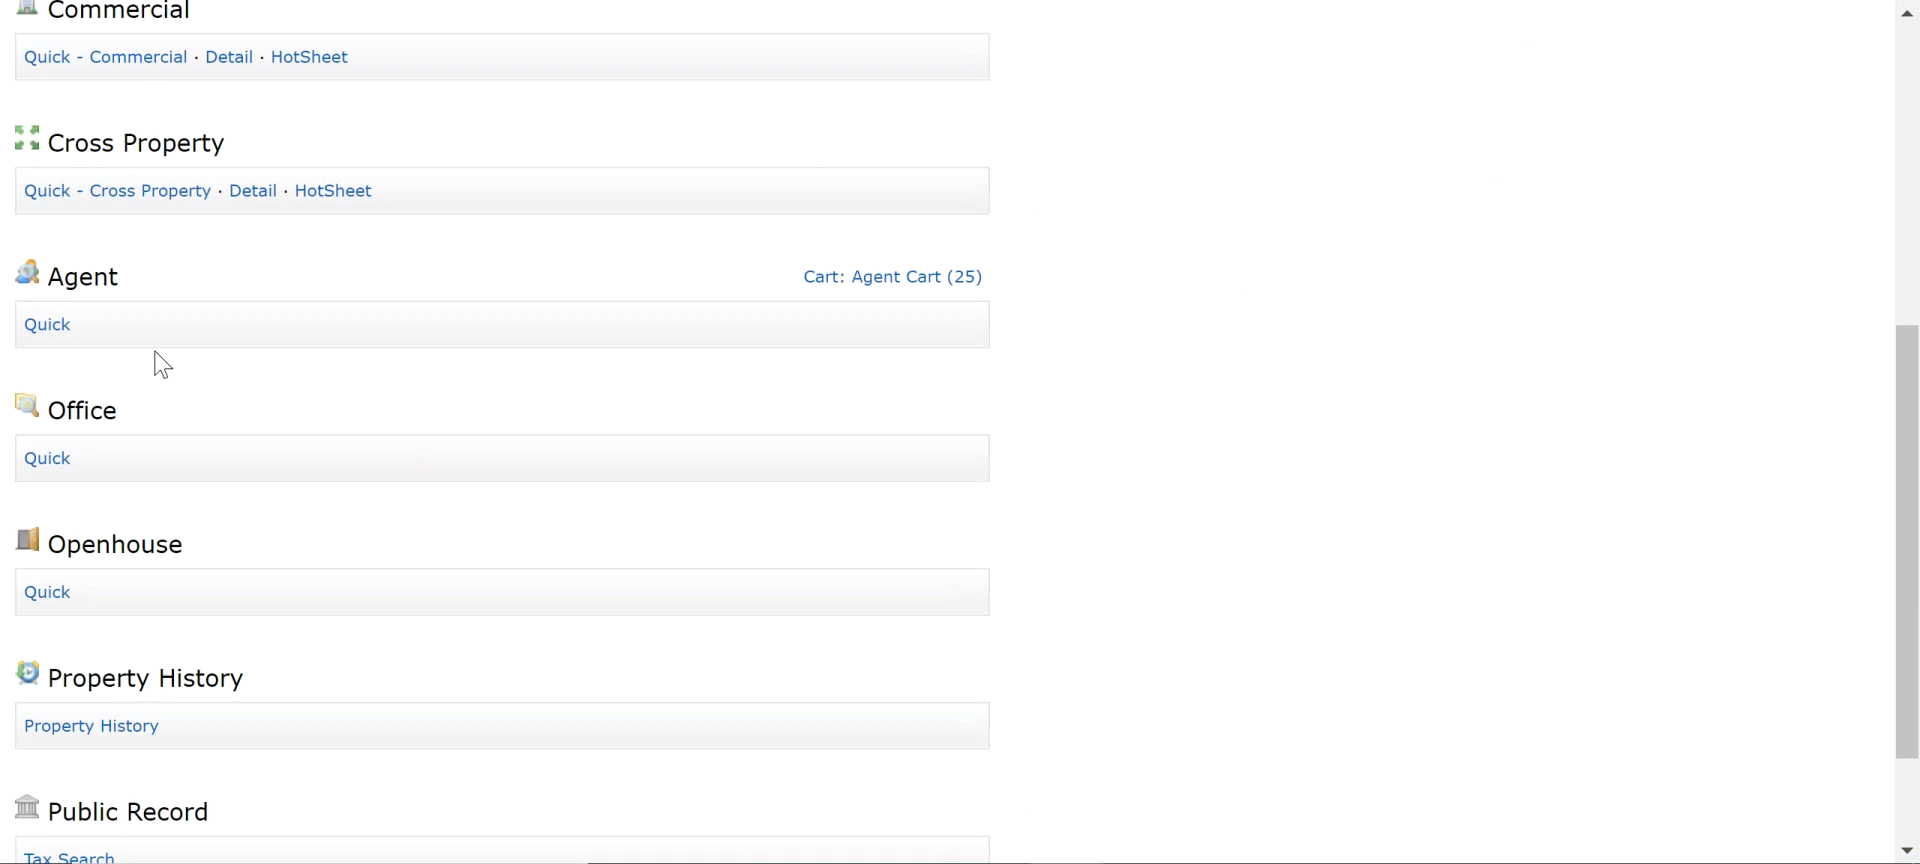 Commercial
Quick - Commercial · Detail · HotSheet
Cross Property
Quick - Cross Property · Detail · HotSheet
Agent
Cart: Agent Cart (25)
Quick
Office
Quick
Openhouse
Quick
Property History
Property History
Public Record
Tax Search